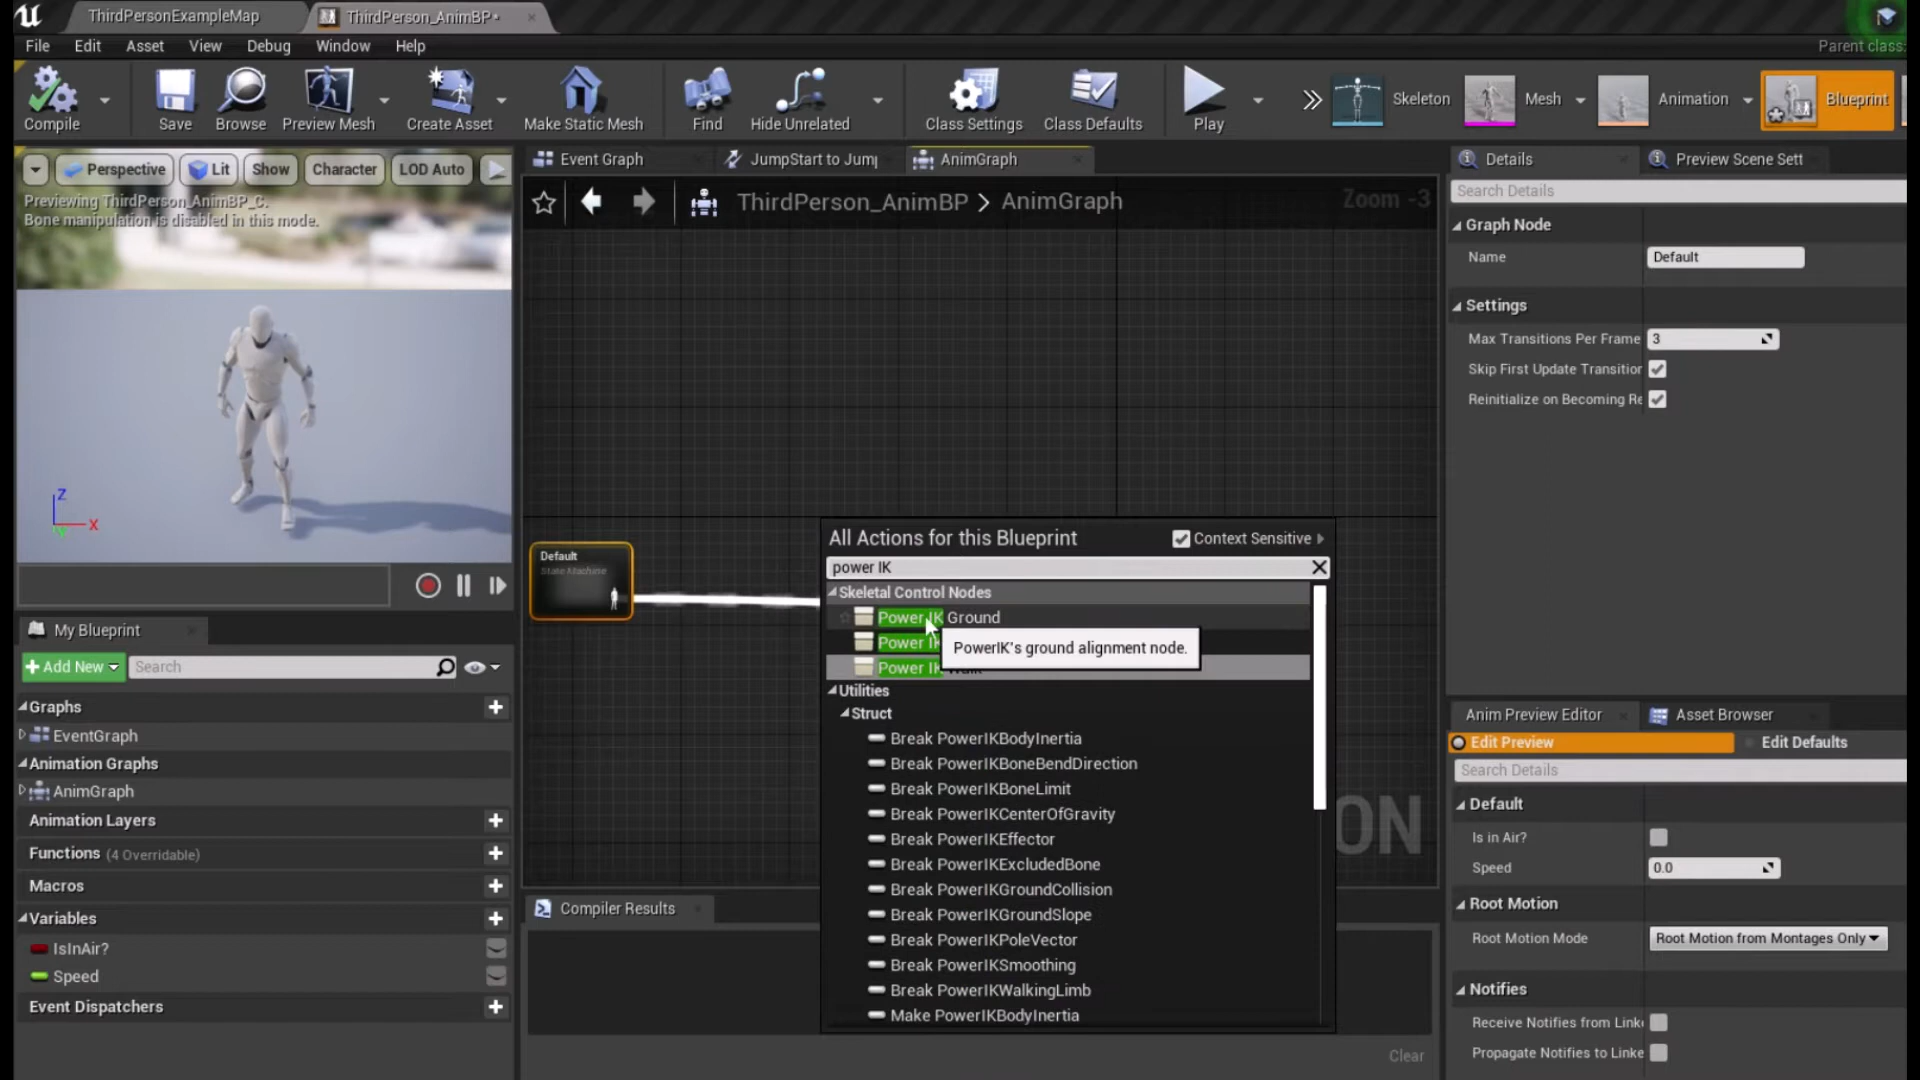 ThirdPersonExampleMap
ThirdPerson_AnimBP*
File Edit Asset View Debug Window Help
Parent class:
Compile Save Browse Preview Mesh Create Asset Make Static Mesh Find Hide Unrelated Class Settings Class Defaults Play Skeleton Mesh Animation Blueprint
Perspective Lit Show Character LOD Auto
Previewing ThirdPerson_AnimBP_C.
Bone manipulation is disabled in this mode.
Z
X
Event Graph JumpStart to Jump AnimGraph
ThirdPerson_AnimBP > AnimGraph
Zoom -3
Default
State Machine
All Actions for this Blueprint
Context Sensitive
power IK
Skeletal Control Nodes
Power IK Ground
Power IK
Power IK Walk
PowerIK's ground alignment node.
Utilities
Struct
Break PowerIKBodyInertia
Break PowerIKBoneBendDirection
Break PowerIKBoneLimit
Break PowerIKCenterOfGravity
Break PowerIKEffector
Break PowerIKExcludedBone
Break PowerIKGroundCollision
Break PowerIKGroundSlope
Break PowerIKPoleVector
Break PowerIKSmoothing
Break PowerIKWalkingLimb
Make PowerIKBodyInertia
ON
Compiler Results
Clear
My Blueprint
+ Add New
Search
Graphs
EventGraph
Animation Graphs
AnimGraph
Animation Layers
Functions (4 Overridable)
Macros
Variables
IsInAir?
Speed
Event Dispatchers
Details
Preview Scene Sett
Search Details
Graph Node
Name Default
Settings
Max Transitions Per Frame 3
Skip First Update Transition
Reinitialize on Becoming Re
Anim Preview Editor
Asset Browser
Edit Preview
Edit Defaults
Search Details
Default
Is in Air?
Speed 0.0
Root Motion
Root Motion Mode Root Motion from Montages Only
Notifies
Receive Notifies from Linke
Propagate Notifies to Linke